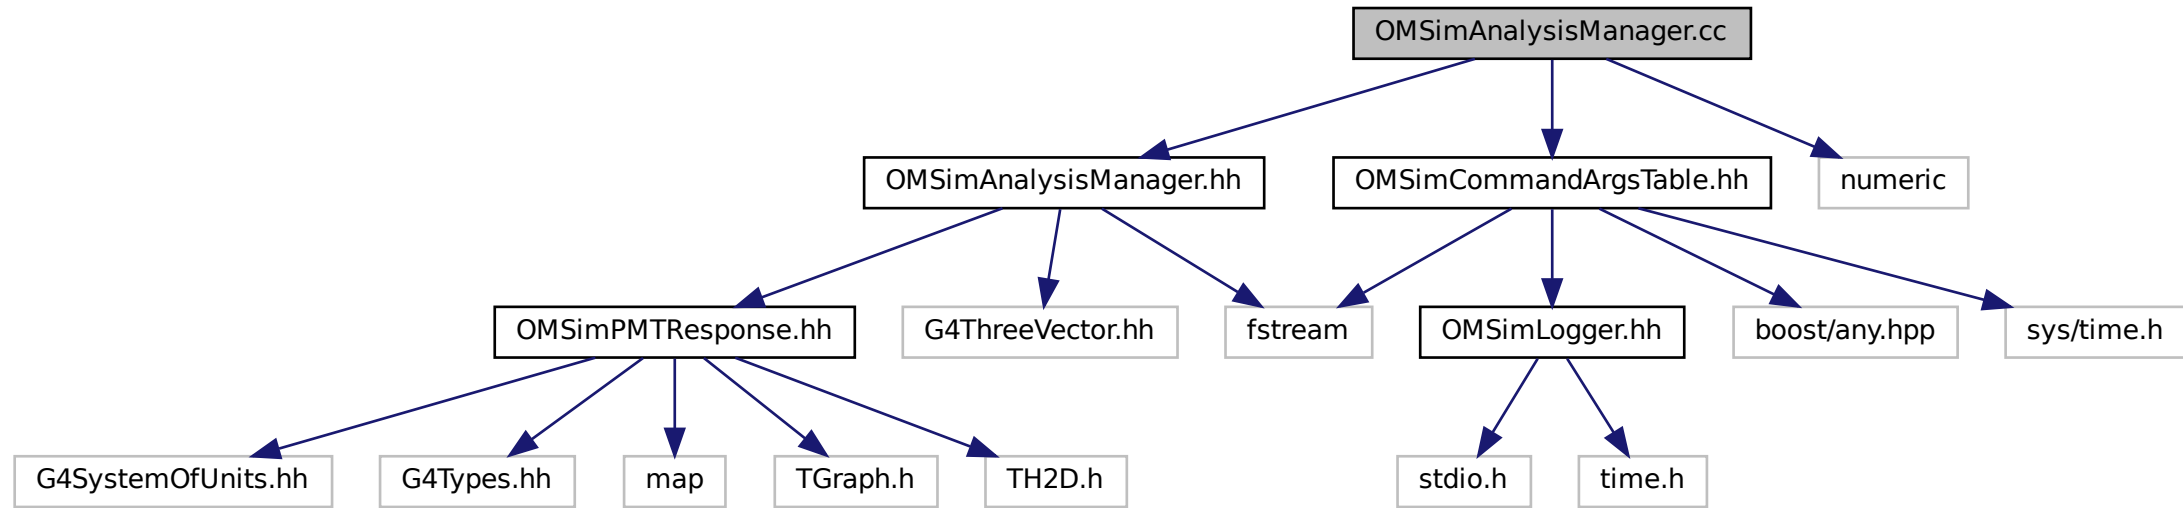 OMSimAnalysisManager.cc
OMSimAnalysisManager.hh
OMSimCommandArgsTable.hh
numeric
OMSimPMTResponse.hh
G4ThreeVector.hh
fstream
OMSimLogger.hh
boost/any.hpp
sys/time.h
G4SystemOfUnits.hh
G4Types.hh
map
TGraph.h
TH2D.h
stdio.h
time.h